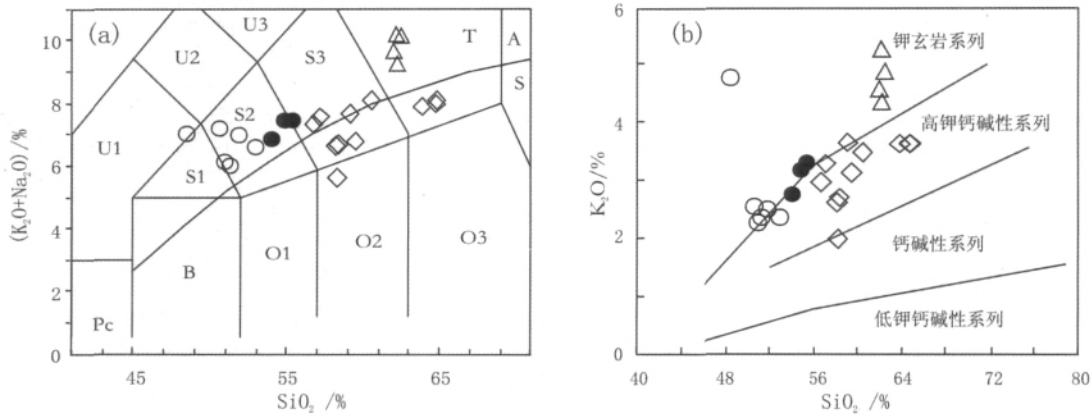 (a)
U3
T
A
U2
S3
S
S2
U1
S1
B
O1
O2
O3
Pc
10
8
6
4
2
0
(K₂O+Na₂O)/%
45
55
65
SiO₂ /%
(b)
钾玄岩系列
高钾钙碱性系列
钙碱性系列
低钾钙碱性系列
6
4
2
0
K₂O/%
40
48
56
64
72
80
SiO₂ /%